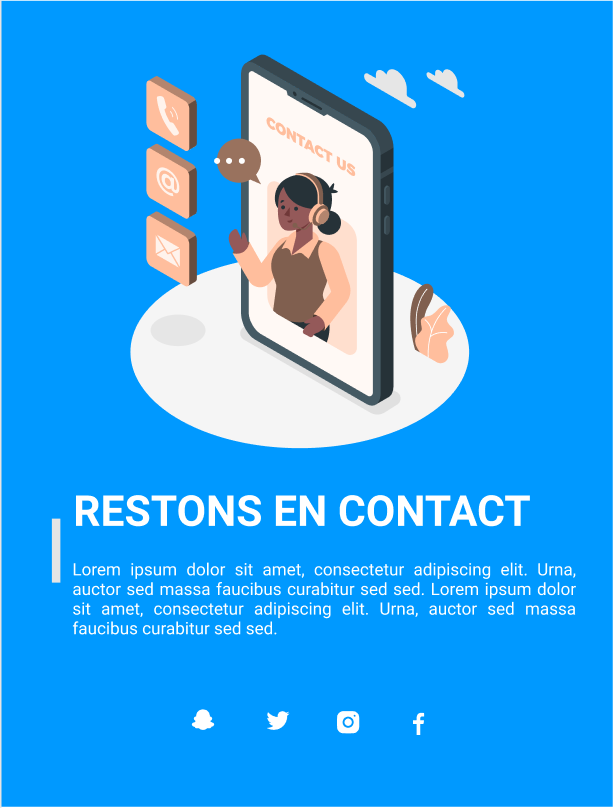 CONTACT US
RESTONS EN CONTACT
Lorem ipsum dolor sit amet, consectetur adipiscing elit. Urna,
auctor sed massa faucibus curabitur sed sed. Lorem ipsum dolor
sit amet, consectetur adipiscing elit. Urna, auctor sed massa
faucibus curabitur sed sed.